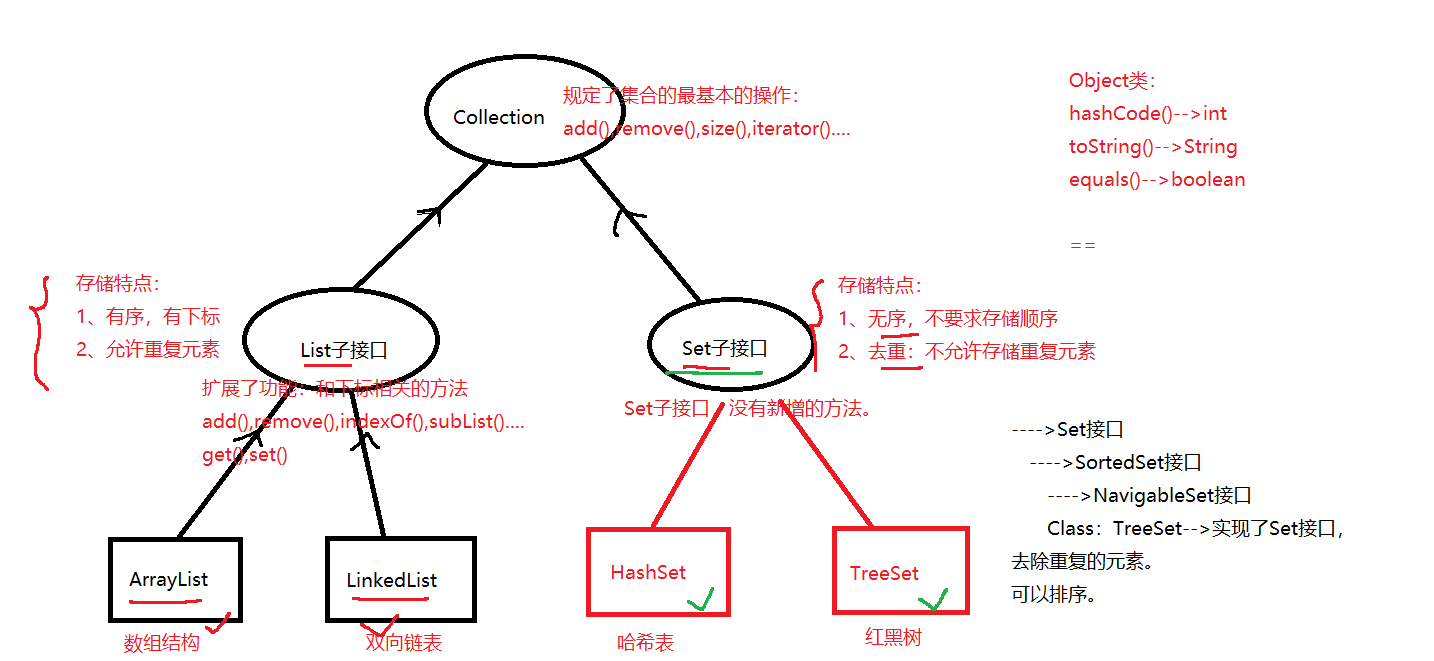 Collection
规定了集合的最基本的操作：
add(),remove(),size(),iterator()....
Object类：
hashCode()-->int
toString()-->String
equals()-->boolean
==
存储特点：
1、有序，有下标
2、允许重复元素
List子接口
扩展了功能：和下标相关的方法
add(),remove(),indexOf(),subList()....
get(),set()
Set子接口
存储特点：
1、无序，不要求存储顺序
2、去重：不允许存储重复元素
Set子接口，没有新增的方法。
---->Set接口
---->SortedSet接口
---->NavigableSet接口
Class：TreeSet-->实现了Set接口，
去除重复的元素。
可以排序。
ArrayList
数组结构
LinkedList
双向链表
HashSet
哈希表
TreeSet
红黑树